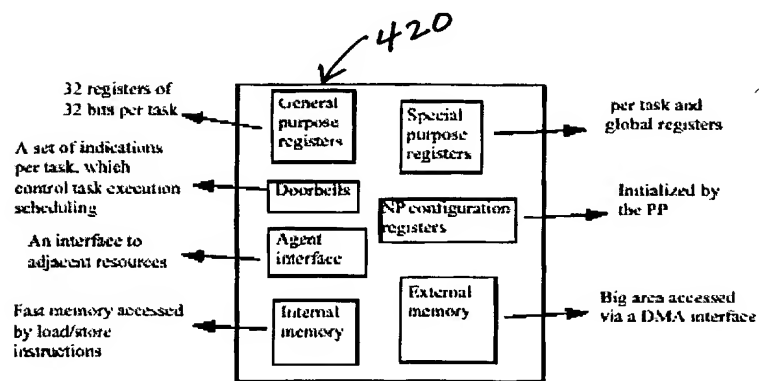 420
32 registers of
32 bits per task
General
purpose
registers
Special
purpose
registers
per task and
global registers
A set of indications
per task, which
control task execution
scheduling
Doorbells
NP configuration
registers
Initialized by
the PP
An interface to
adjacent resources
Agent
interface
Fast memory accessed
by load/store
instructions
Internal
memory
External
memory
Big area accessed
via a DMA interface